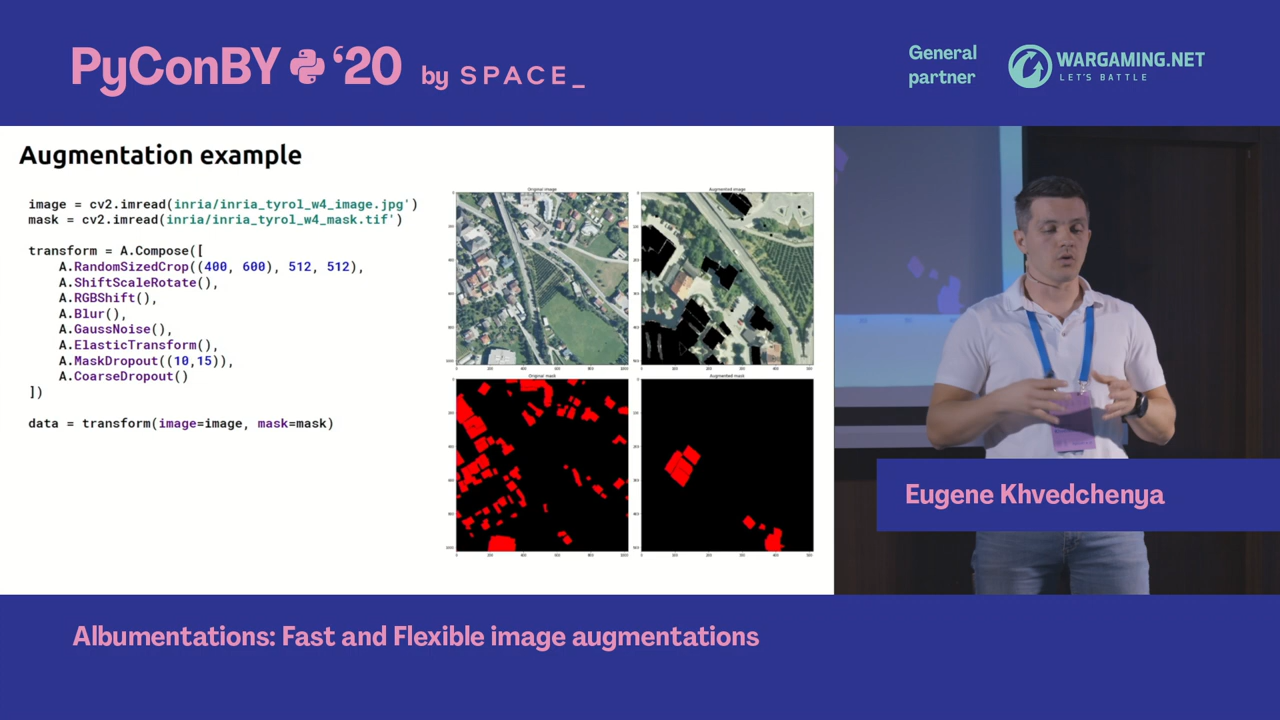 PyConBY '20 by SPACE_
General
partner
WARGAMING.NET
LET'S BATTLE
Augmentation example
image = cv2.imread(inria/inria_tyrol_w4_image.jpg')
mask = cv2.imread(inria/inria_tyrol_w4_mask.tif')
transform = A.Compose([
A.RandomSizedCrop((400, 600), 512, 512),
A.ShiftScaleRotate(),
A.RGBShift(),
A.Blur(),
A.GaussNoise(),
A.ElasticTransform(),
A.MaskDropout((10,15)),
A.CoarseDropout()
])
data = transform(image=image, mask=mask)
Original image
Augmented image
Original mask
Augmented mask
Eugene Khvedchenya
Albumentations: Fast and Flexible image augmentations